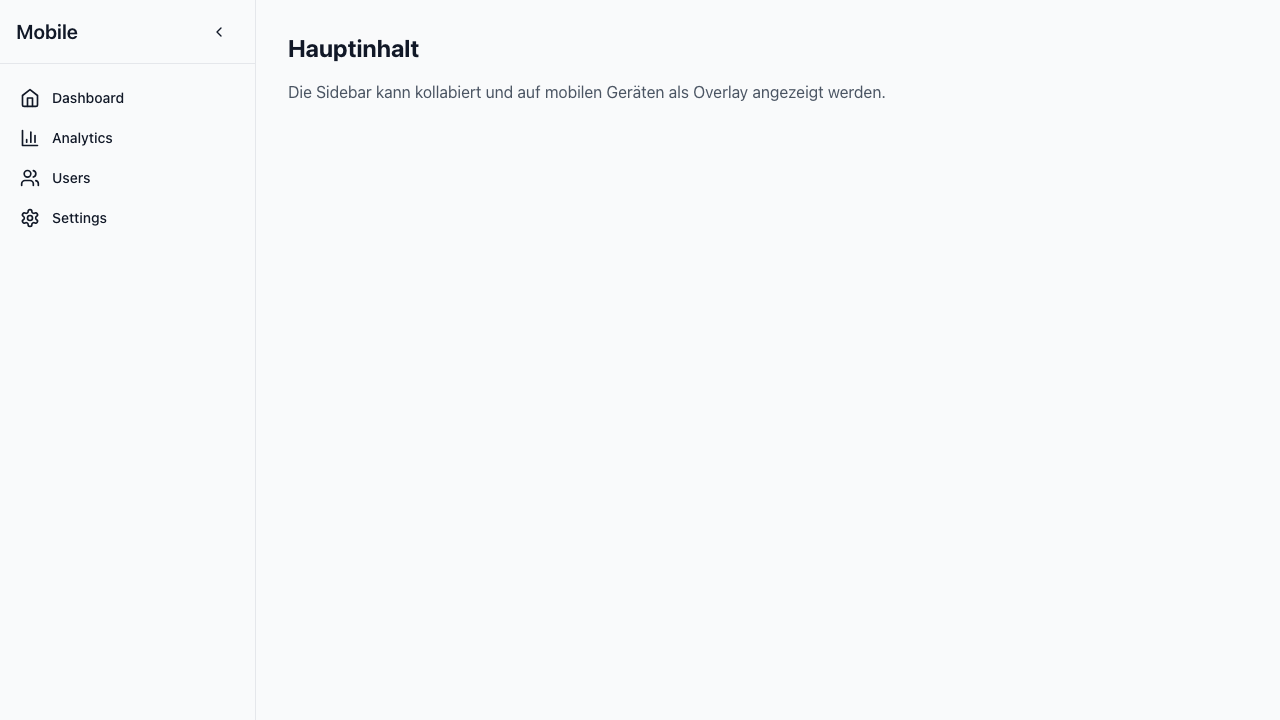 Mobile
Dashboard
Analytics
Users
Settings
Hauptinhalt
Die Sidebar kann kollabiert und auf mobilen Geräten als Overlay angezeigt werden.